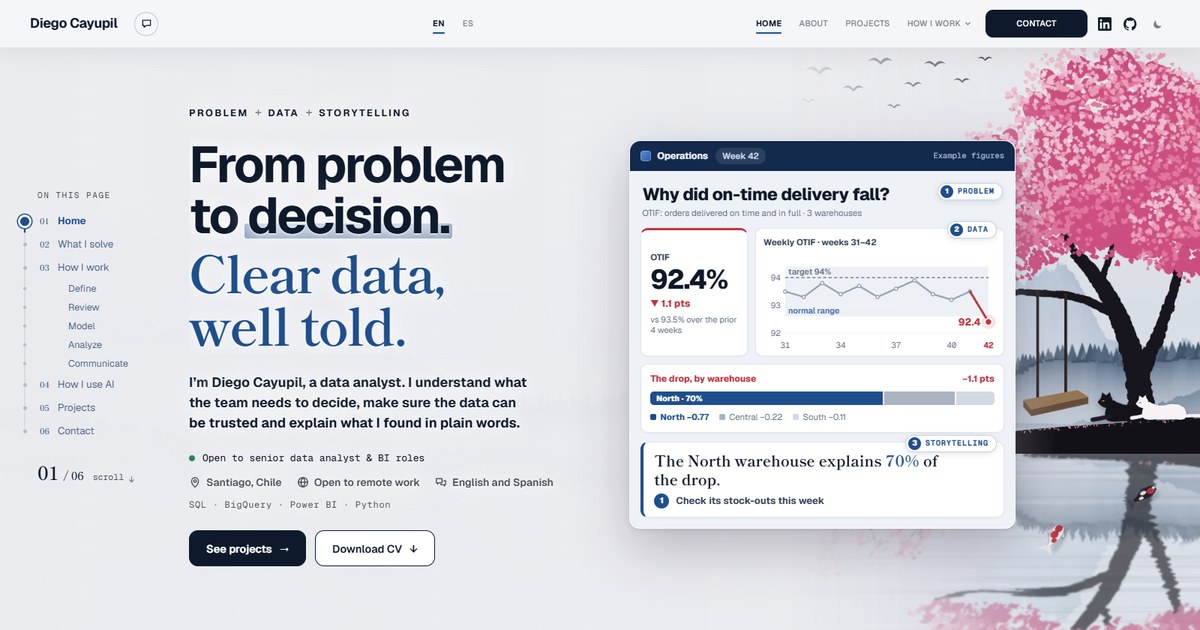 Diego Cayupil
EN ES
HOME ABOUT PROJECTS HOW I WORK CONTACT
PROBLEM + DATA + STORYTELLING
From problem
to decision.
Clear data,
well told.
I'm Diego Cayupil, a data analyst. I understand what
the team needs to decide, make sure the data can
be trusted and explain what I found in plain words.
Open to senior data analyst & BI roles
Santiago, Chile Open to remote work English and Spanish
SQL · BigQuery · Power BI · Python
See projects → Download CV ↓
ON THIS PAGE
01 Home
02 What I solve
03 How I work
Define
Review
Model
Analyze
Communicate
04 How I use AI
05 Projects
06 Contact
01 / 06 scroll ↓
Operations Week 42 Example figures
Why did on-time delivery fall?
1 PROBLEM
OTIF: orders delivered on time and in full · 3 warehouses
2 DATA
OTIF
92.4%
▼ 1.1 pts
vs 93.5% over the prior
4 weeks
Weekly OTIF · weeks 31–42
target 94%
94
93
92
normal range
92.4
31 34 37 40 42
The drop, by warehouse −1.1 pts
North · 70%
North −0.77 Central −0.22 South −0.11
3 STORYTELLING
The North warehouse explains 70% of
the drop.
1 Check its stock-outs this week